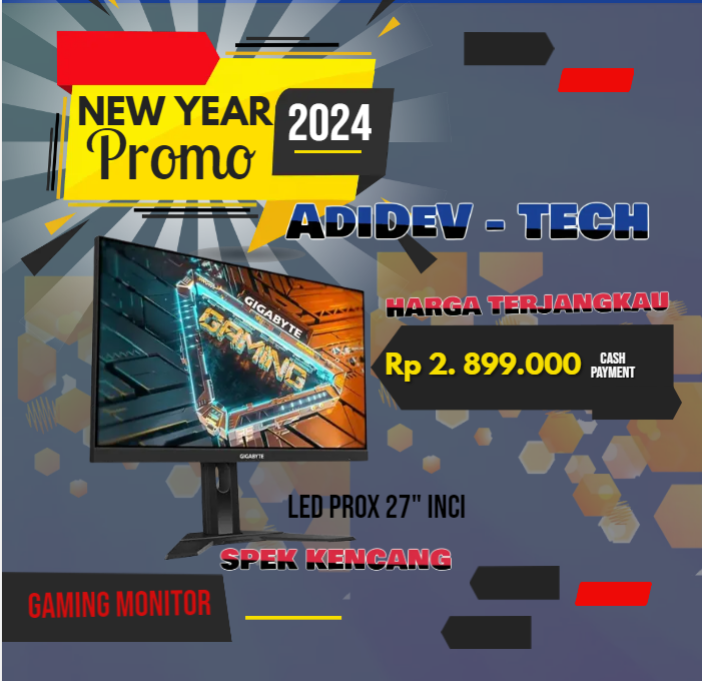 NEW YEAR
Promo
2024
ADIDEV - TECH
GIGABYTE
GAMING
HARGA TERJANGKAU
Rp 2. 899.000
CASH
PAYMENT
GIGABYTE
LED PROX 27" INCI
SPEK KENCANG
GAMING MONITOR